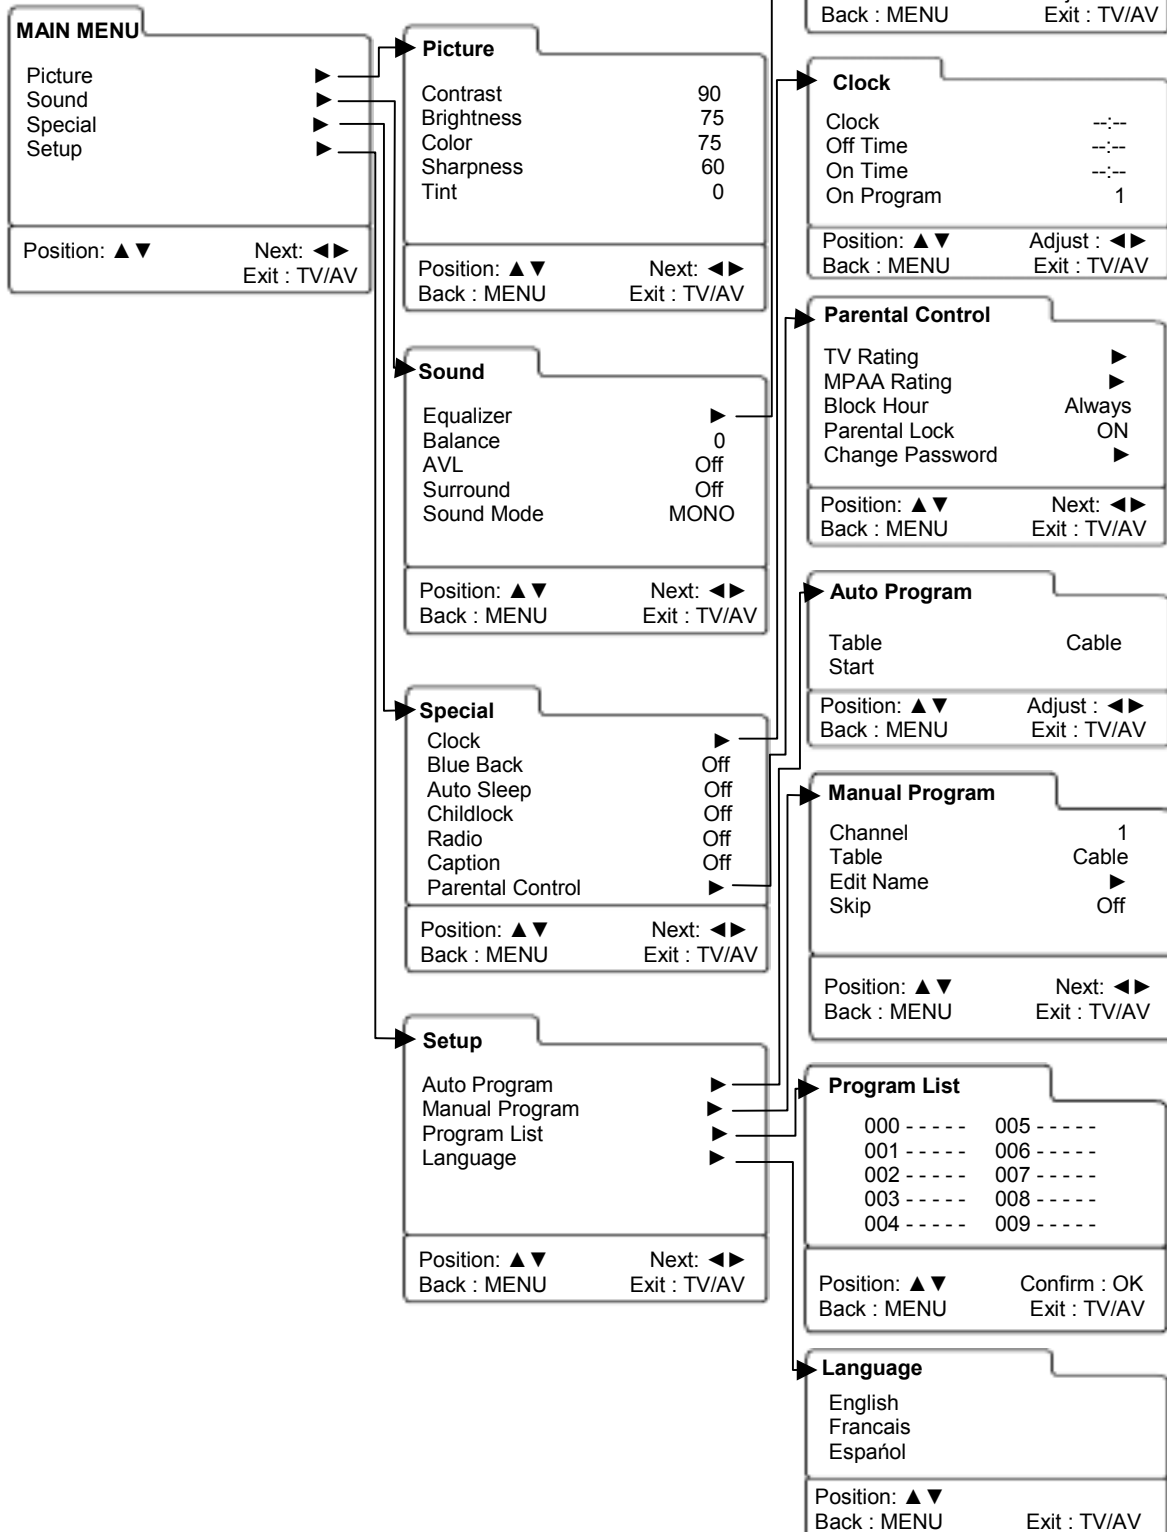 MAIN MENU
Picture ►
Sound ►
Special ►
Setup ►
Position: ▲▼ Next: ◄►
Exit : TV/AV
Picture
Contrast 90
Brightness 75
Color 75
Sharpness 60
Tint 0
Position: ▲▼ Next: ◄►
Back : MENU Exit : TV/AV
Sound
Equalizer ►
Balance 0
AVL Off
Surround Off
Sound Mode MONO
Position: ▲▼ Next: ◄►
Back : MENU Exit : TV/AV
Special
Clock ►
Blue Back Off
Auto Sleep Off
Childlock Off
Radio Off
Caption Off
Parental Control ►
Position: ▲▼ Next: ◄►
Back : MENU Exit : TV/AV
Setup
Auto Program ►
Manual Program ►
Program List ►
Language ►
Position: ▲▼ Next: ◄►
Back : MENU Exit : TV/AV
Back : MENU Exit : TV/AV
Clock
Clock --:--
Off Time --:--
On Time --:--
On Program 1
Position: ▲▼ Adjust : ◄►
Back : MENU Exit : TV/AV
Parental Control
TV Rating ►
MPAA Rating ►
Block Hour Always
Parental Lock ON
Change Password ►
Position: ▲▼ Next: ◄►
Back : MENU Exit : TV/AV
Auto Program
Table Cable
Start
Position: ▲▼ Adjust : ◄►
Back : MENU Exit : TV/AV
Manual Program
Channel 1
Table Cable
Edit Name ►
Skip Off
Position: ▲▼ Next: ◄►
Back : MENU Exit : TV/AV
Program List
000 - - - - - 005 - - - - -
001 - - - - - 006 - - - - -
002 - - - - - 007 - - - - -
003 - - - - - 008 - - - - -
004 - - - - - 009 - - - - -
Position: ▲▼ Confirm : OK
Back : MENU Exit : TV/AV
Language
English
Francais
Espańol
Position: ▲▼
Back : MENU Exit : TV/AV